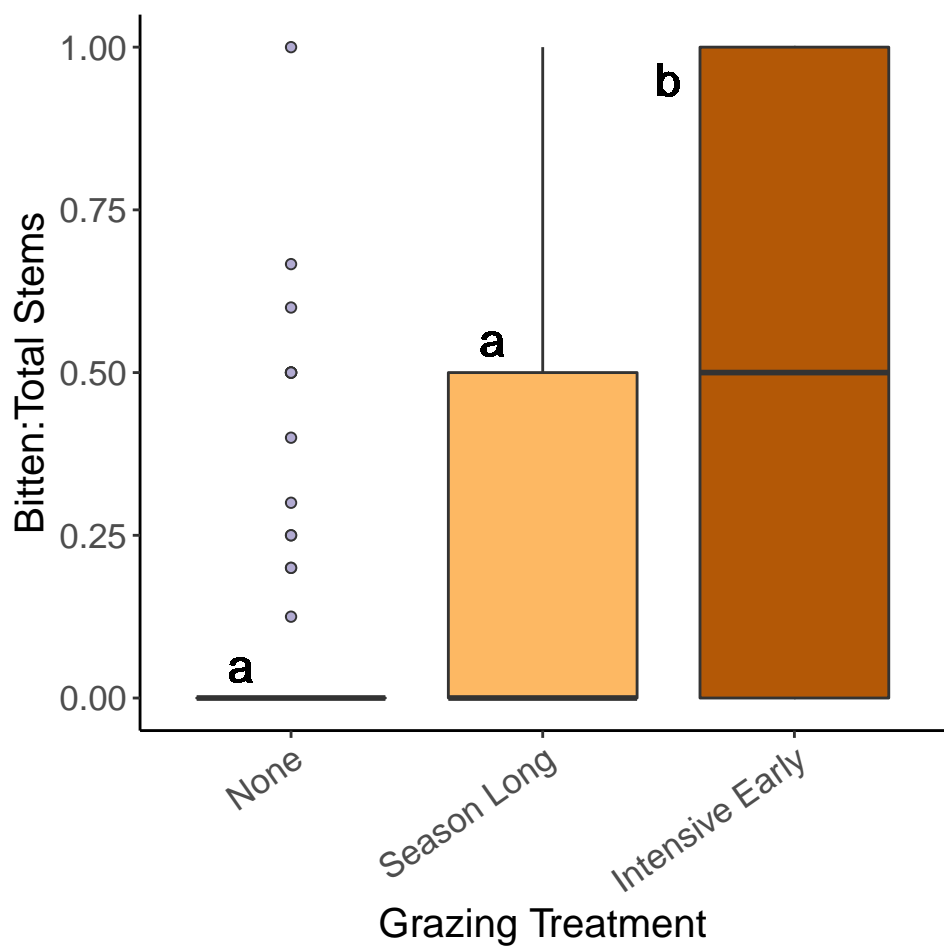 Bitten:Total Stems
1.00
0.75
0.50
0.25
0.00
a
a
b
None
Season Long
Intensive Early
Grazing Treatment